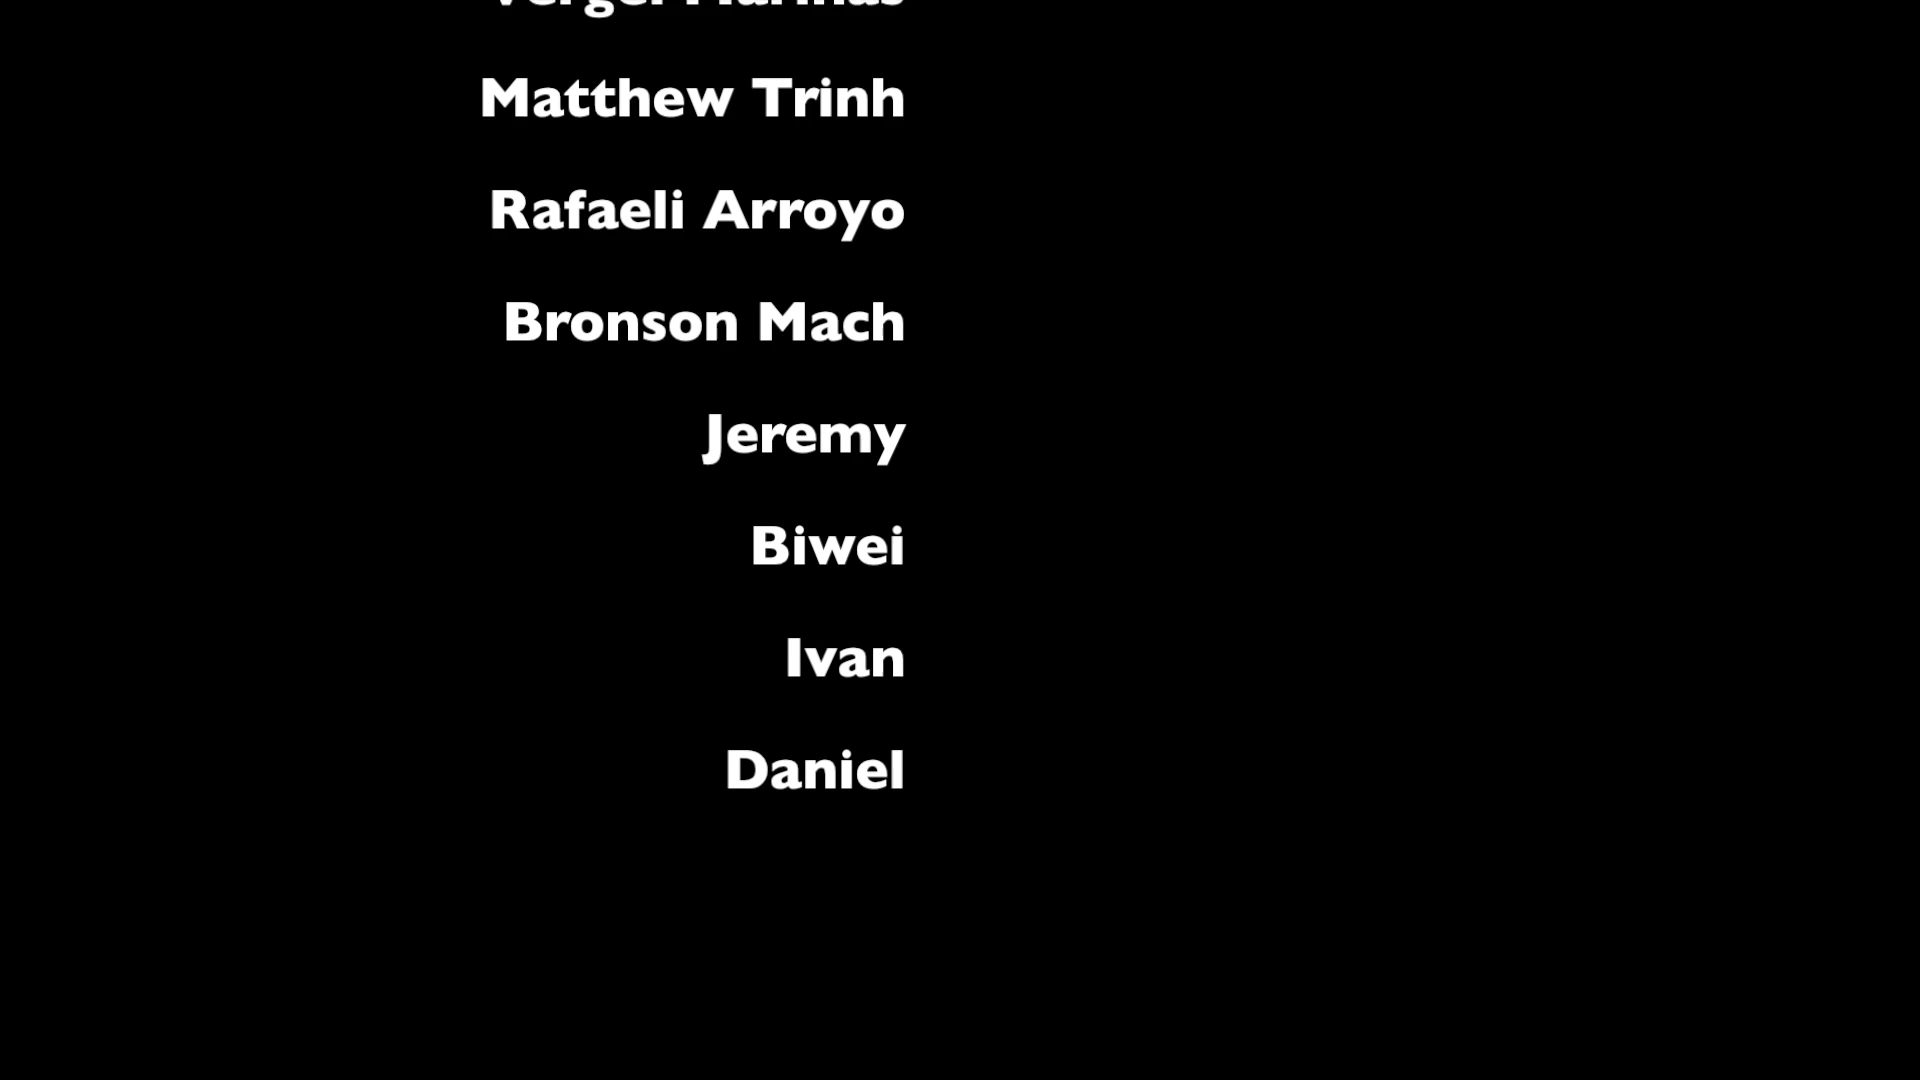 Matthew Trinh
Rafaeli Arroyo
Bronson Mach
Jeremy
Biwei
Ivan
Daniel